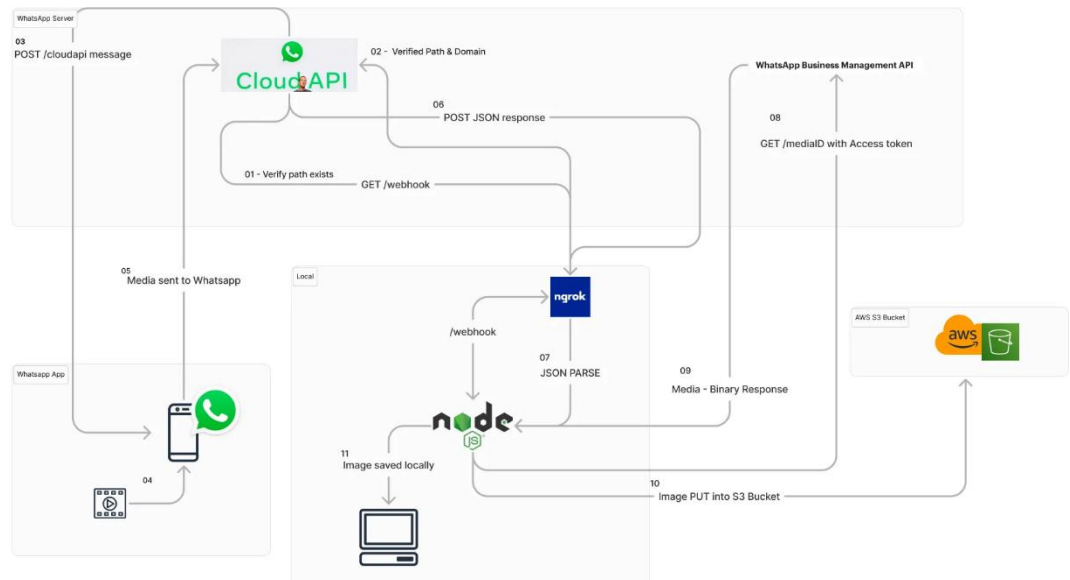 WhatsApp Server
03
POST /cloudapi message
Cloud API
02 - Verified Path & Domain
WhatsApp Business Management API
06
POST JSON response
08
GET /mediaID with Access token
01 - Verify path exists
GET /webhook
05
Media sent to Whatsapp
Local
ngrok
/webhook
AWS S3 Bucket
aws
07
JSON PARSE
09
Media - Binary Response
Whatsapp App
node
JS
11
Image saved locally
04
10
Image PUT into S3 Bucket